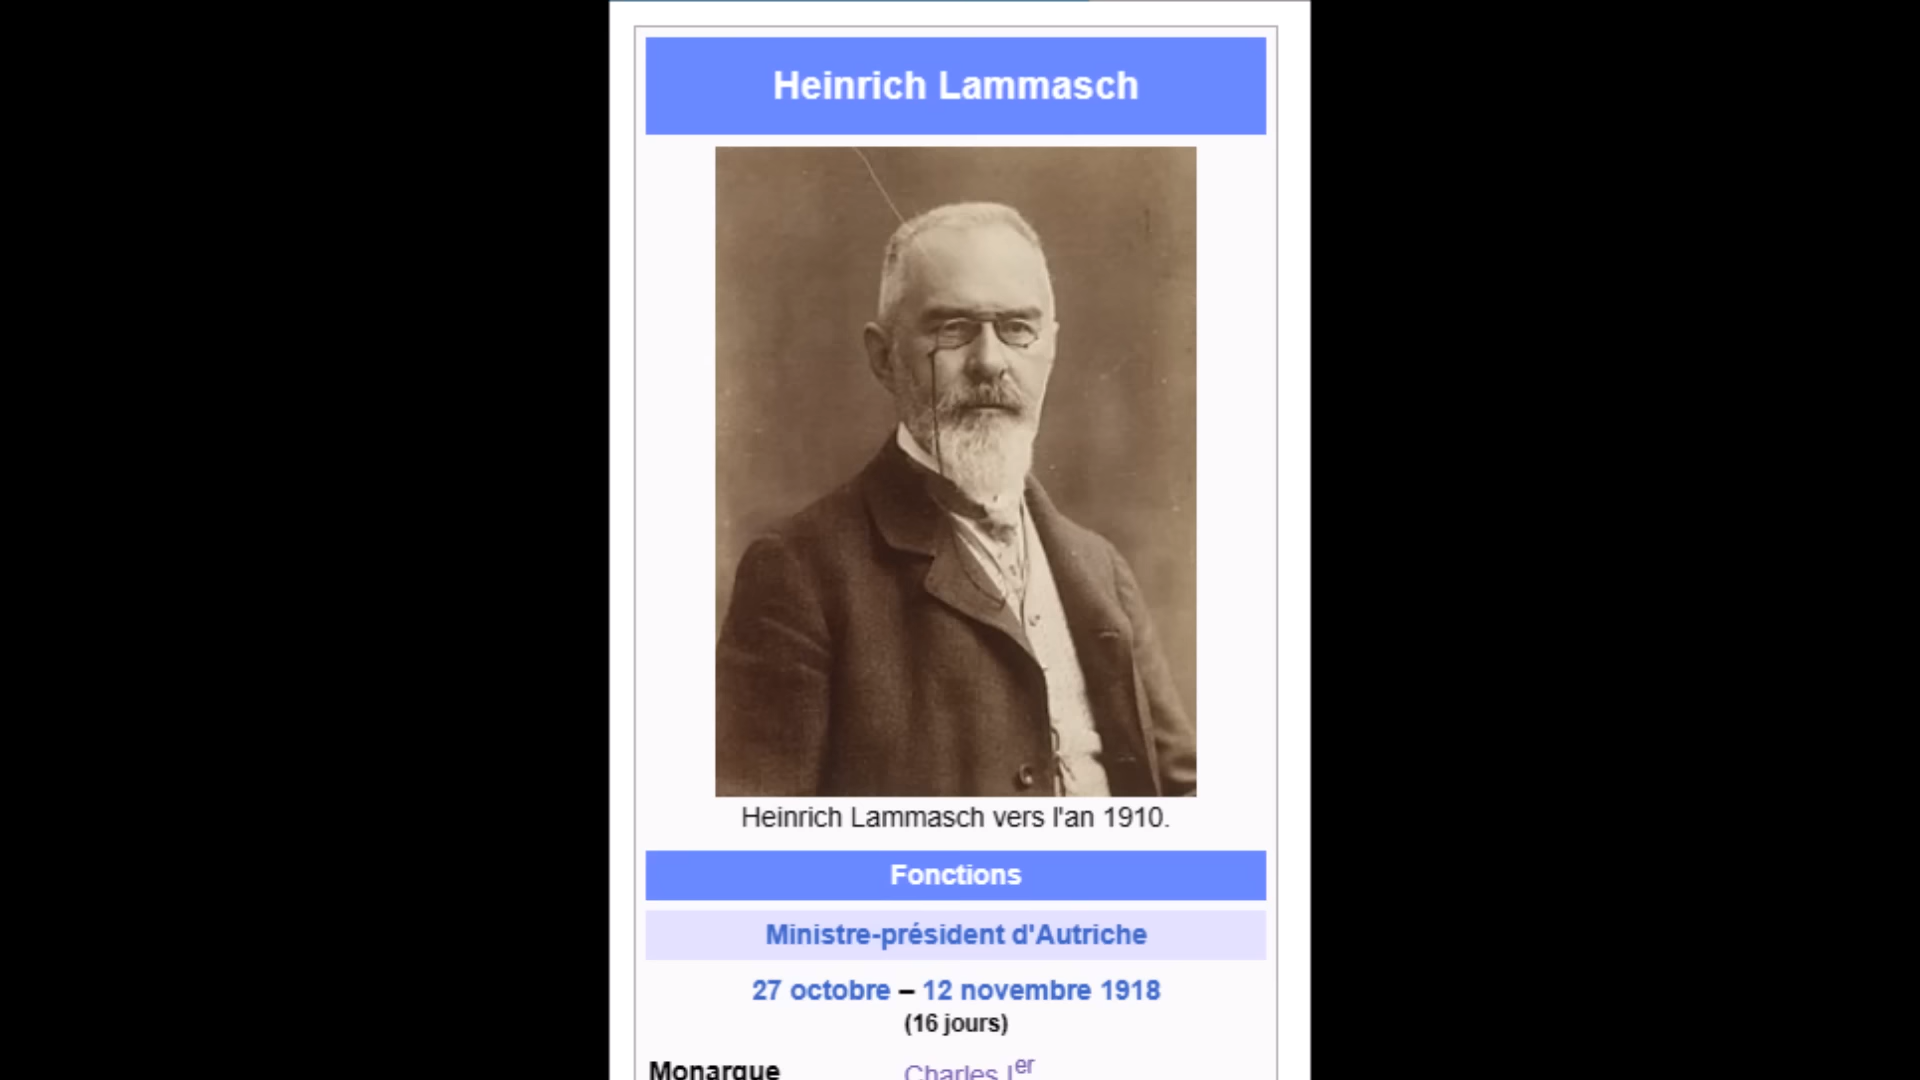 Heinrich Lammasch
Heinrich Lammasch vers l'an 1910.
Fonctions
Ministre-président d'Autriche
27 octobre – 12 novembre 1918
(16 jours)
Monarque Charles Ier